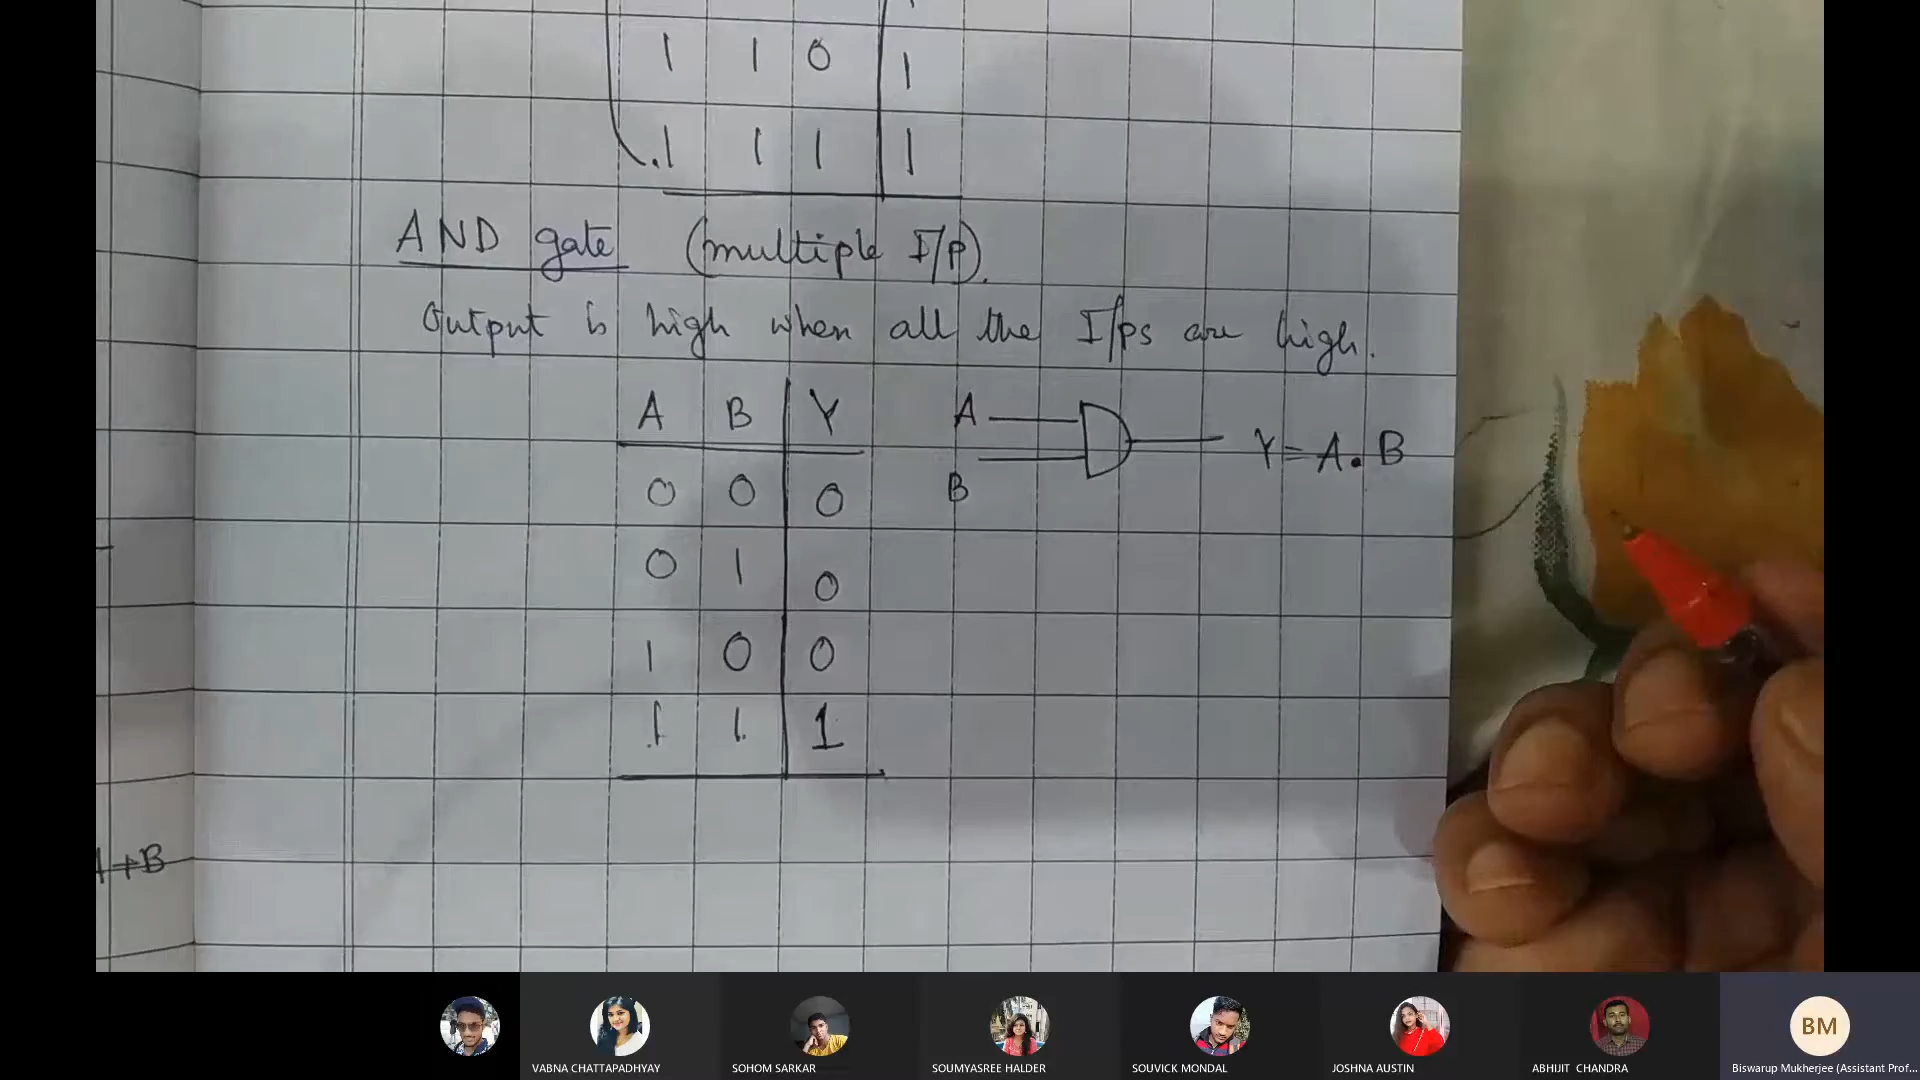 1 1 0 1
1 1 1 1
AND gate (multiple I/p).
Output is high when all the I/ps are high.
A B Y
0 0 0
0 1 0
1 0 0
1 1 1
A
B
Y = A . B
+B
VABNA CHATTAPADHYAY
SOHOM SARKAR
SOUMYASREE HALDER
SOUVICK MONDAL
JOSHNA AUSTIN
ABHIJIT CHANDRA
BM
Biswarup Mukherjee (Assistant Prof...